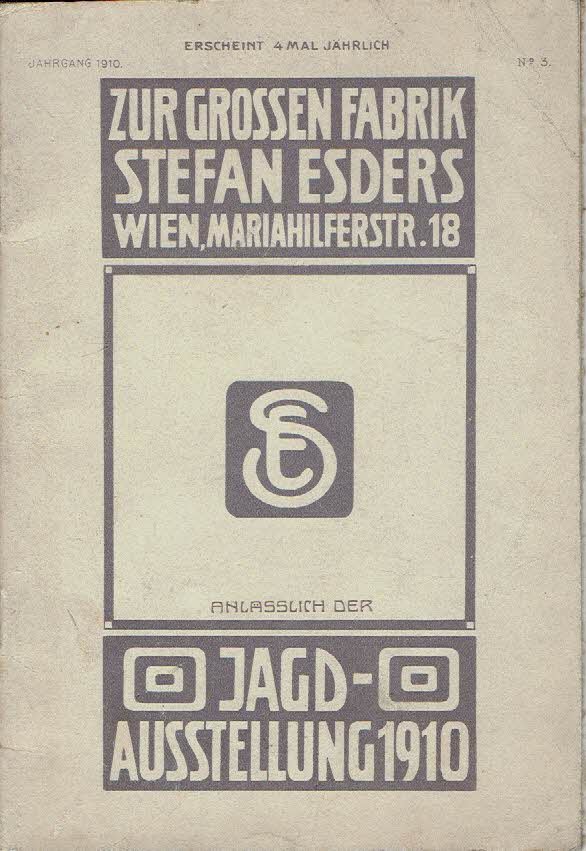 ERSCHEINT 4 MAL JÄHRLICH
JAHRGANG 1910. Nº 3.
ZUR GROSSEN FABRIK
STEFAN ESDERS
WIEN, MARIAHILFERSTR. 18
SE
ANLÄSSLICH DER
JAGD-
AUSSTELLUNG 1910